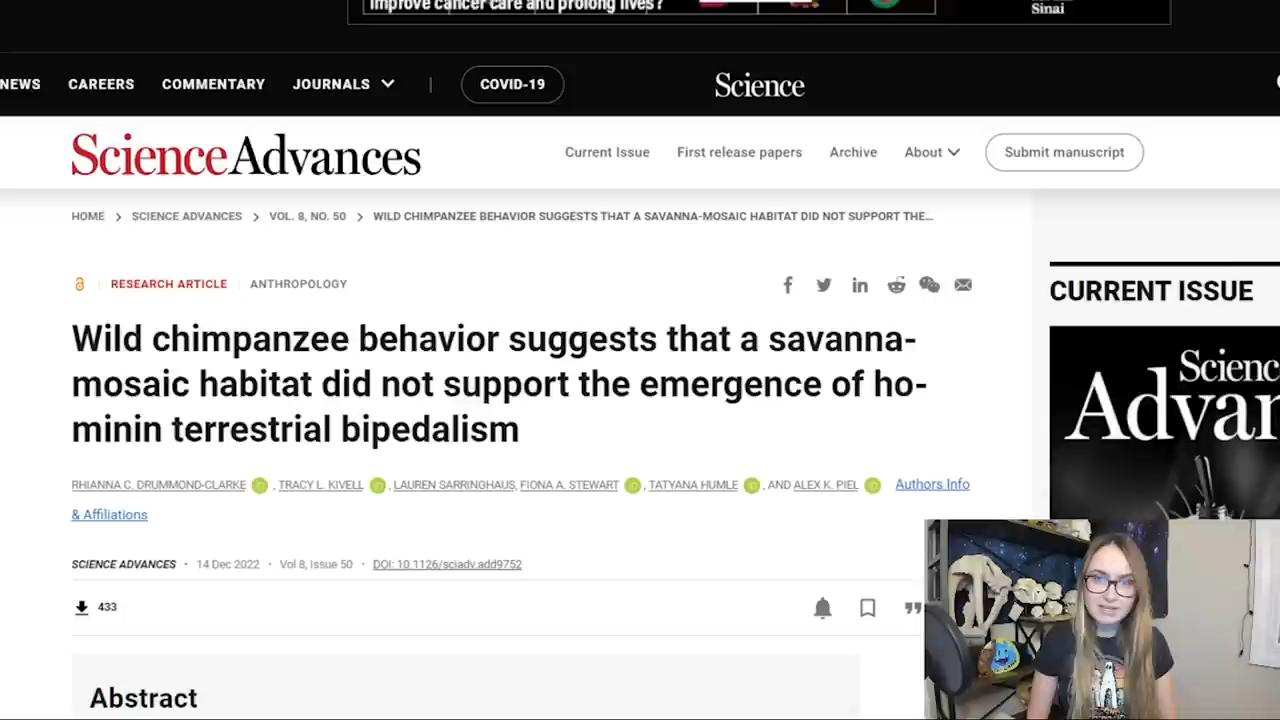 improve cancer care and prolong lives?
Sinai
NEWS CAREERS COMMENTARY JOURNALS | COVID-19 Science
ScienceAdvances Current Issue First release papers Archive About Submit manuscript
HOME > SCIENCE ADVANCES > VOL. 8, NO. 50 > WILD CHIMPANZEE BEHAVIOR SUGGESTS THAT A SAVANNA-MOSAIC HABITAT DID NOT SUPPORT THE...
RESEARCH ARTICLE | ANTHROPOLOGY
CURRENT ISSUE
Wild chimpanzee behavior suggests that a savanna-
mosaic habitat did not support the emergence of ho-
minin terrestrial bipedalism
Scienc
Advan
RHIANNA C. DRUMMOND-CLARKE, TRACY L. KIVELL, LAUREN SARRINGHAUS, FIONA A. STEWART, TATYANA HUMLE, AND ALEX K. PIEL Authors Info
& Affiliations
SCIENCE ADVANCES · 14 Dec 2022 · Vol 8, Issue 50 · DOI: 10.1126/sciadv.add9752
433
Abstract